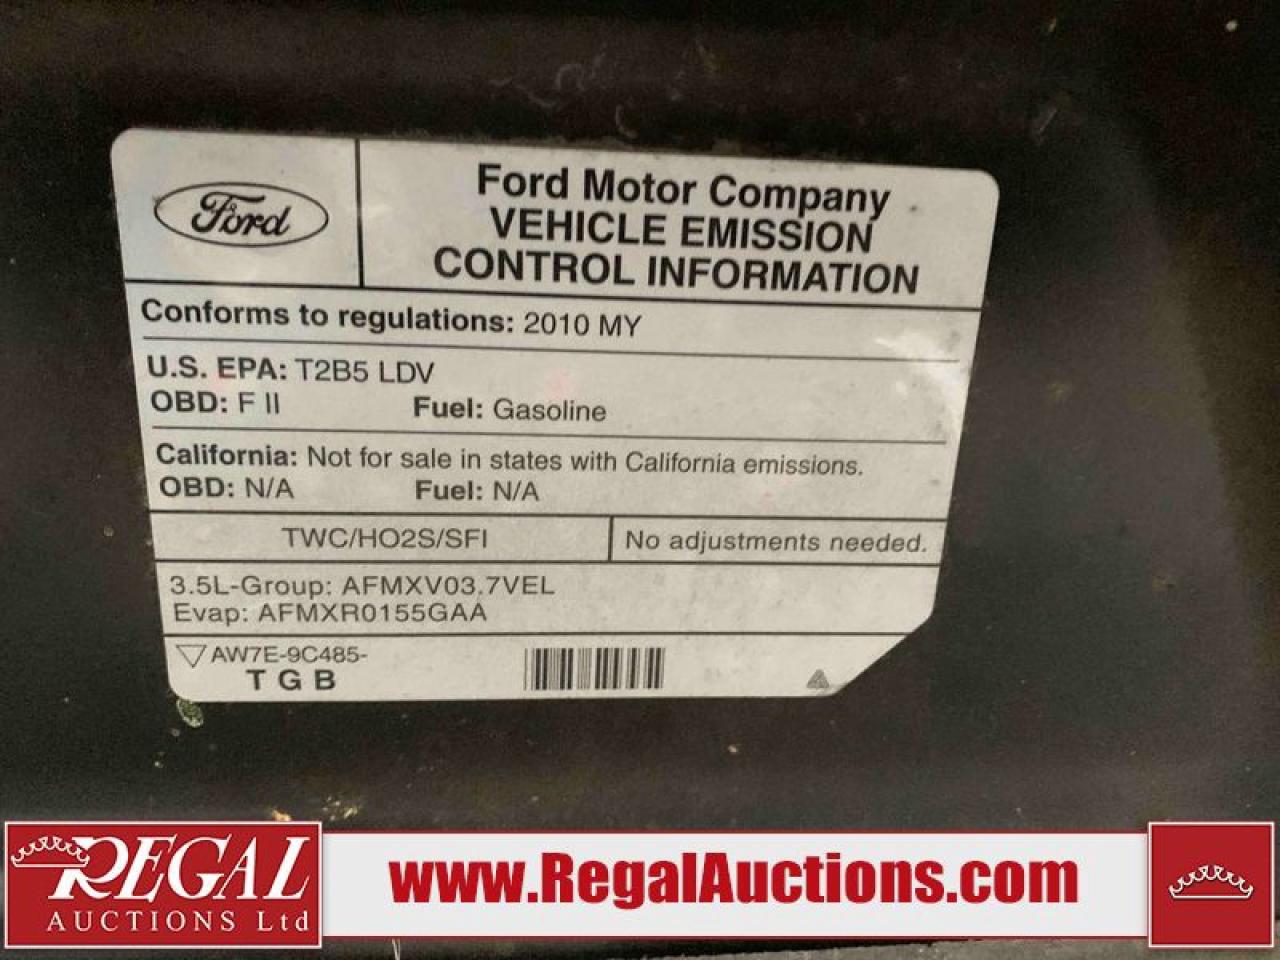 Ford
Ford Motor Company
VEHICLE EMISSION
CONTROL INFORMATION
Conforms to regulations: 2010 MY
U.S. EPA: T2B5 LDV
OBD: F II Fuel: Gasoline
California: Not for sale in states with California emissions.
OBD: N/A Fuel: N/A
TWC/HO2S/SFI No adjustments needed.
3.5L-Group: AFMXV03.7VEL
Evap: AFMXR0155GAA
AW7E-9C485-
T G B
REGAL
AUCTIONS Ltd
www.RegalAuctions.com